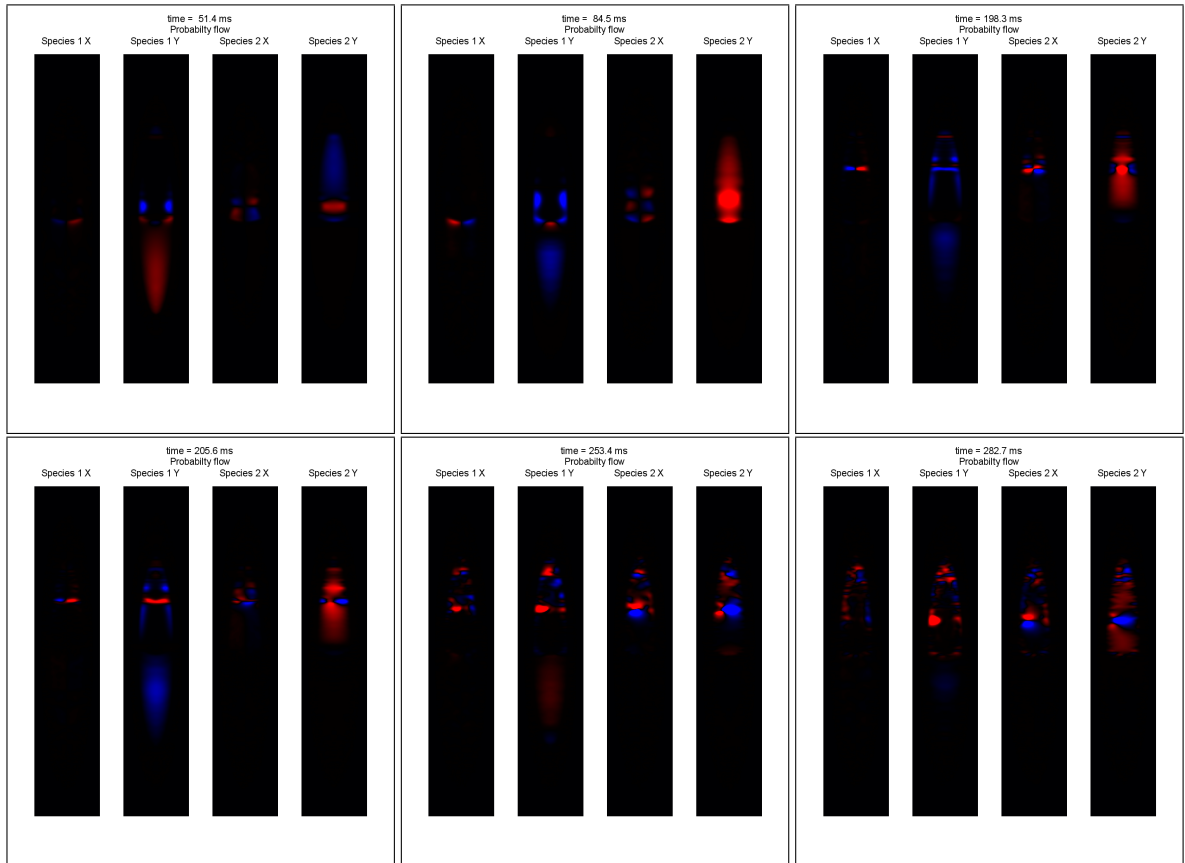 time = 51.4 ms
Probabilty flow
Species 1 X Species 1 Y Species 2 X Species 2 Y
time = 84.5 ms
Probabilty flow
Species 1 X Species 1 Y Species 2 X Species 2 Y
time = 198.3 ms
Probabilty flow
Species 1 X Species 1 Y Species 2 X Species 2 Y
time = 205.6 ms
Probabilty flow
Species 1 X Species 1 Y Species 2 X Species 2 Y
time = 253.4 ms
Probabilty flow
Species 1 X Species 1 Y Species 2 X Species 2 Y
time = 282.7 ms
Probabilty flow
Species 1 X Species 1 Y Species 2 X Species 2 Y